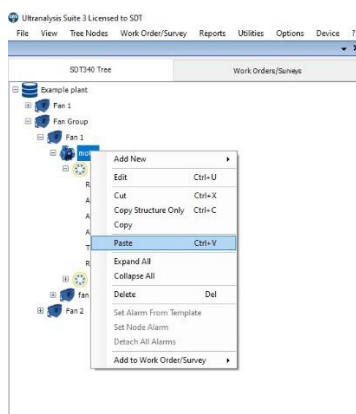 Ultranalysis Suite 3 Licensed to SDT
File View Tree Nodes Work Order/Survey Reports Utilities Options Device ?
SDT340 Tree Work Orders/Surveys
Example plant
Fan 1
Fan Group
Fan 1
mot
Add New
Edit Ctrl+U
R
Cut Ctrl+X
A
Copy Structure Only Ctrl+C
A
Copy
A
Paste Ctrl+V
T
Expand All
R
Collapse All
fan
Delete Del
Fan 2
Set Alarm From Template
Set Node Alarm
Detach All Alarms
Add to Work Order/Survey